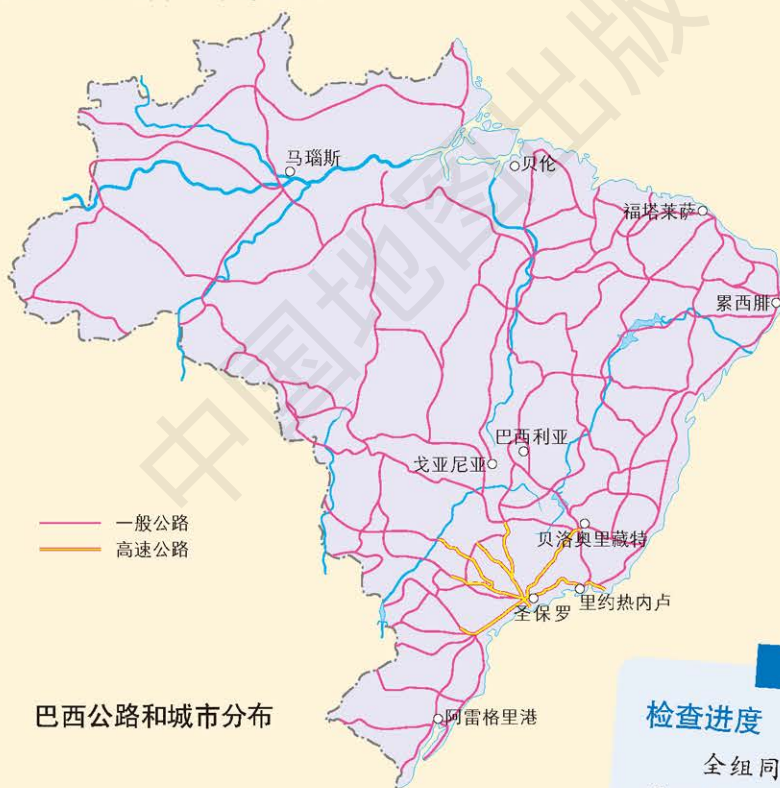 马瑙斯
贝伦
福塔莱萨
累西腓
巴西利亚
戈亚尼亚
一般公路
高速公路
贝洛奥里藏特
里约热内卢
圣保罗
巴西公路和城市分布
阿雷格里港
检查进度
全组同
中国地图出版